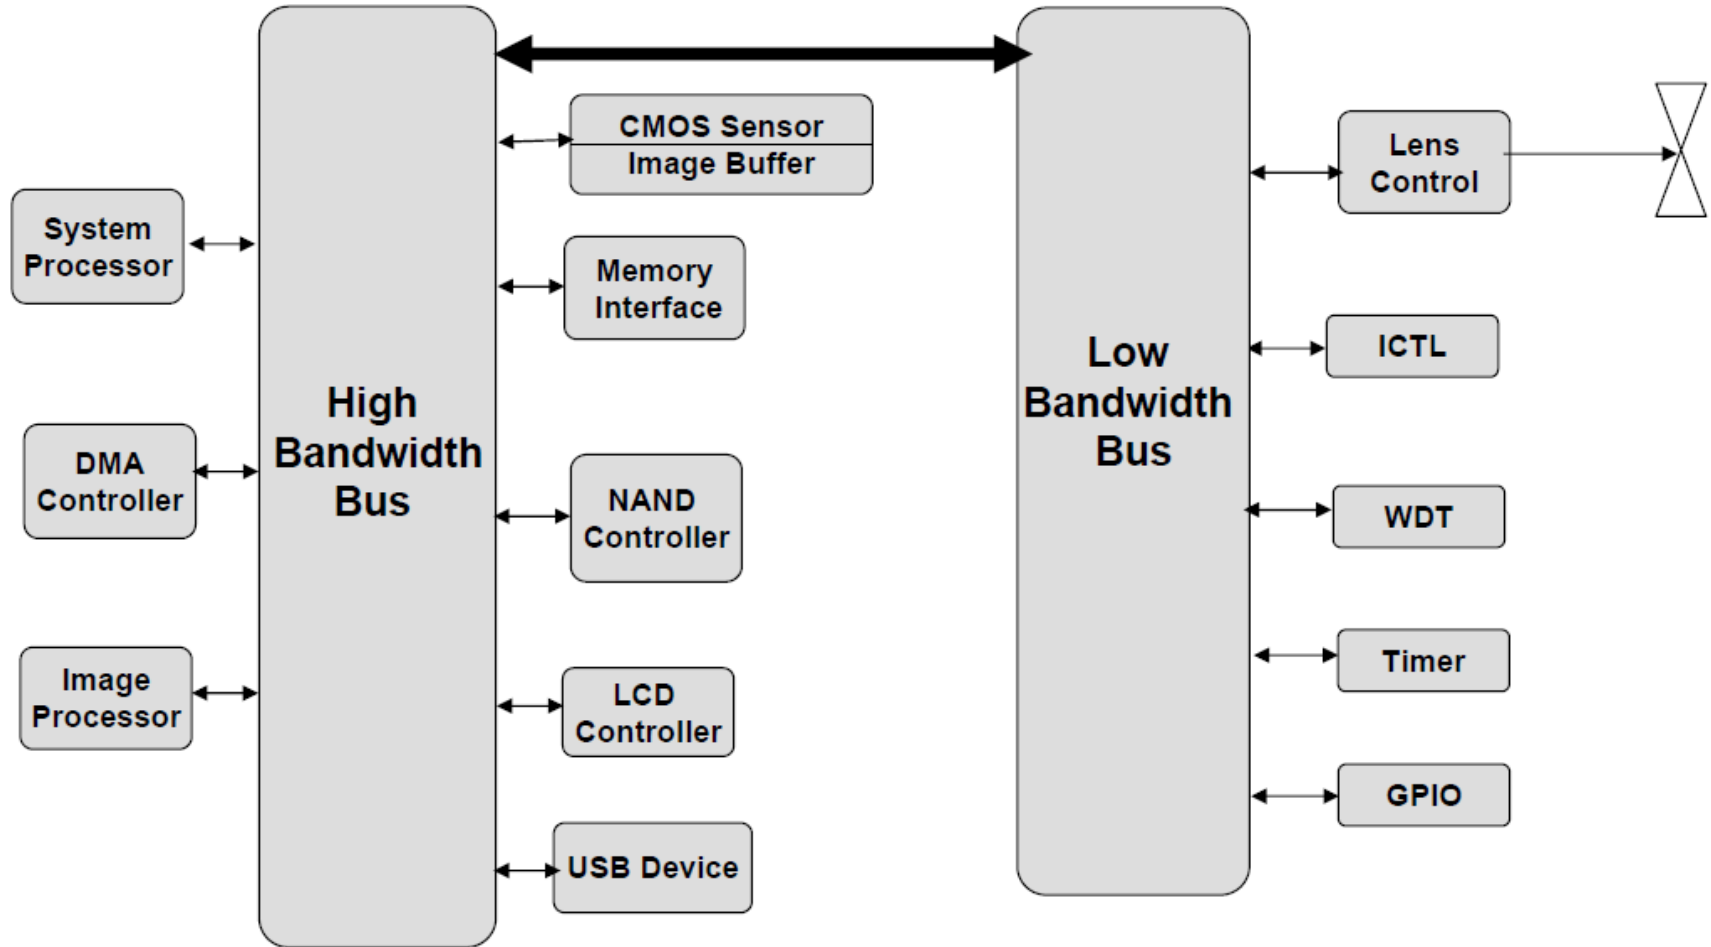 System
Processor
DMA
Controller
Image
Processor
High
Bandwidth
Bus
CMOS Sensor
Image Buffer
Memory
Interface
NAND
Controller
LCD
Controller
USB Device
Low
Bandwidth
Bus
Lens
Control
ICTL
WDT
Timer
GPIO